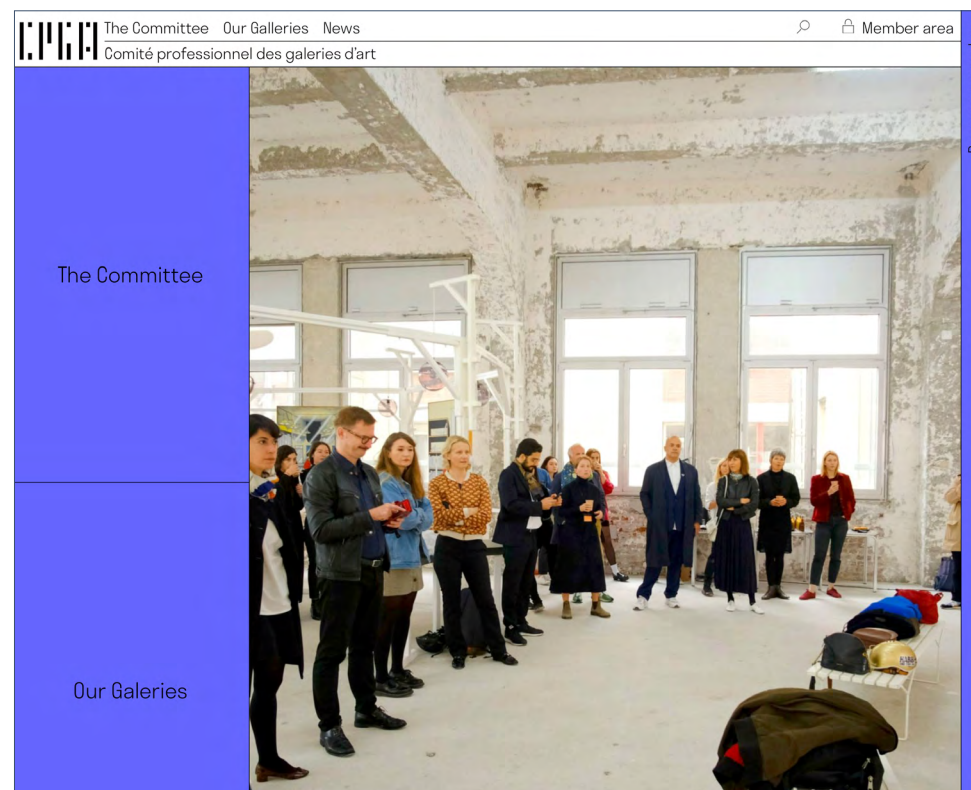 CPGA The Committee Our Galleries News Member area
Comité professionnel des galeries d'art
The Committee
Our Galeries